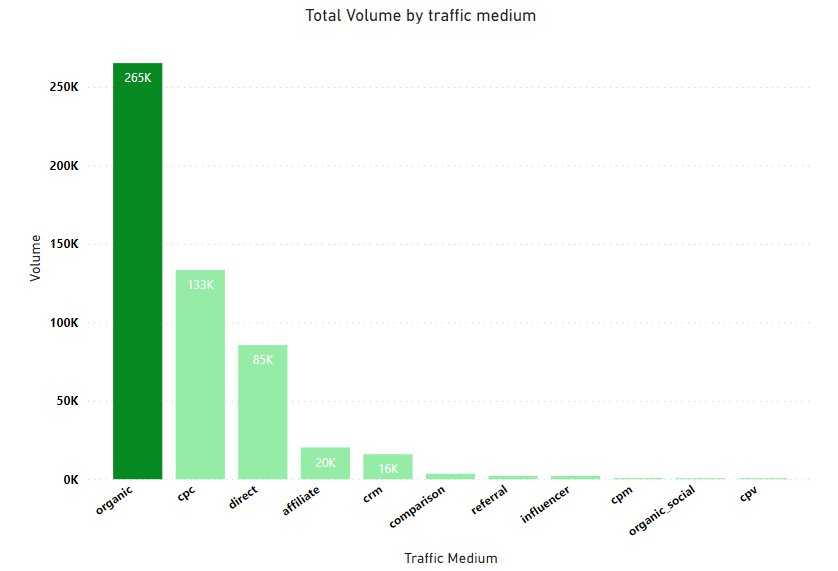 Total Volume by traffic medium
Volume
250K
200K
150K
100K
50K
0K
265K
133K
85K
20K
16K
organic
cpc
direct
affiliate
crm
comparison
referral
influencer
cpm
organic_social
cpv
Traffic Medium